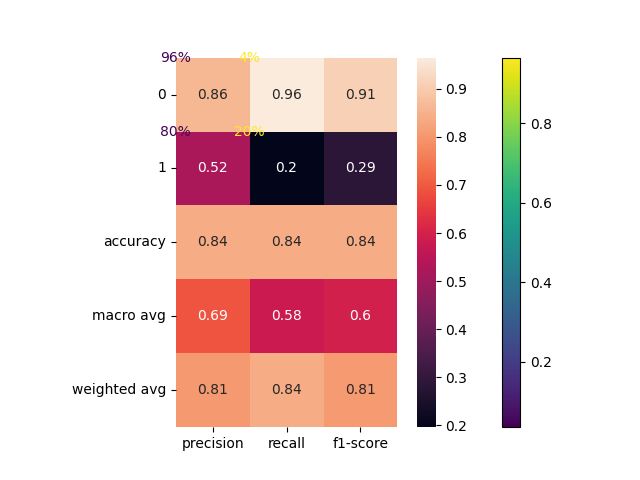 96% 4%
0 0.86 0.96 0.91
80% 20%
1 0.52 0.2 0.29
accuracy 0.84 0.84 0.84
macro avg 0.69 0.58 0.6
weighted avg 0.81 0.84 0.81
precision recall f1-score
0.9
0.8
0.7
0.6
0.5
0.4
0.3
0.2
0.8
0.6
0.4
0.2